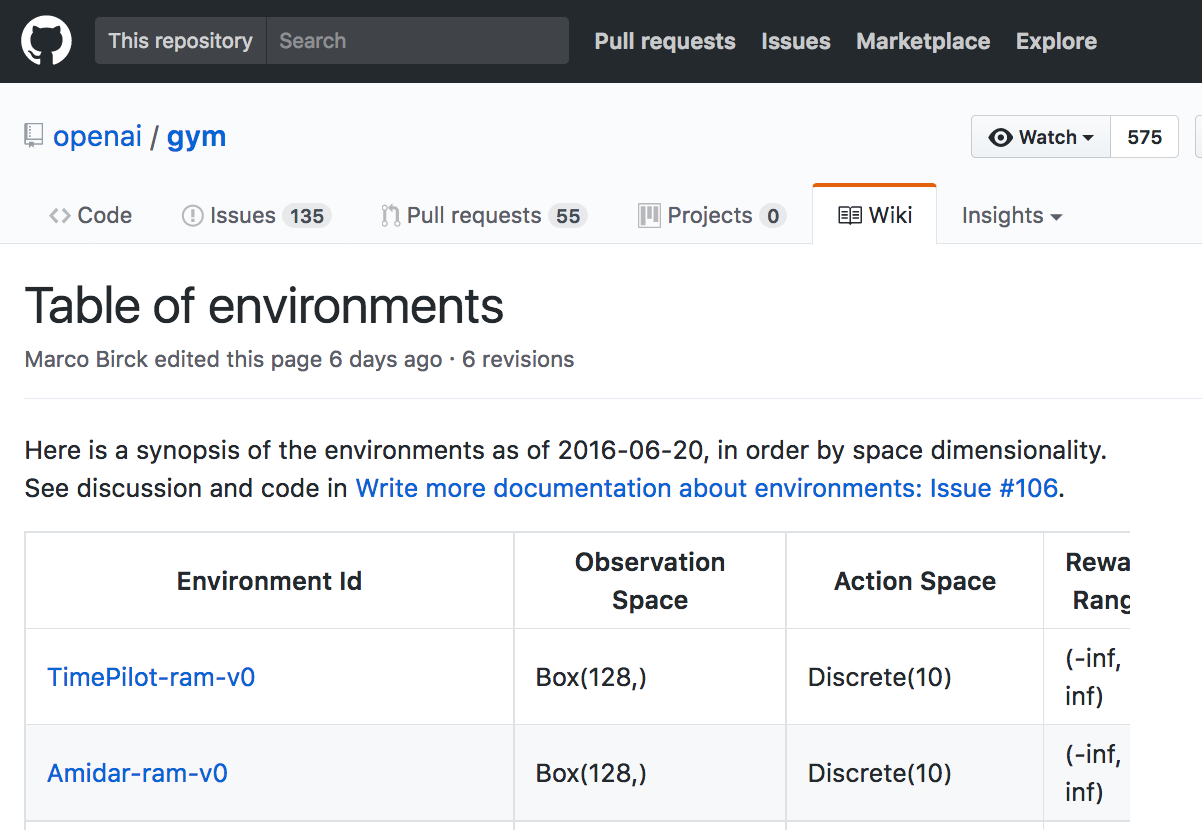 This repository Search Pull requests Issues Marketplace Explore
openai / gym Watch 575
Code Issues 135 Pull requests 55 Projects 0 Wiki Insights
Table of environments
Marco Birck edited this page 6 days ago · 6 revisions
Here is a synopsis of the environments as of 2016-06-20, in order by space dimensionality.
See discussion and code in Write more documentation about environments: Issue #106.
Environment Id
Observation
Space
Action Space
Rewa
Rang
TimePilot-ram-v0 Box(128,) Discrete(10) (-inf,
inf)
Amidar-ram-v0 Box(128,) Discrete(10) (-inf,
inf)